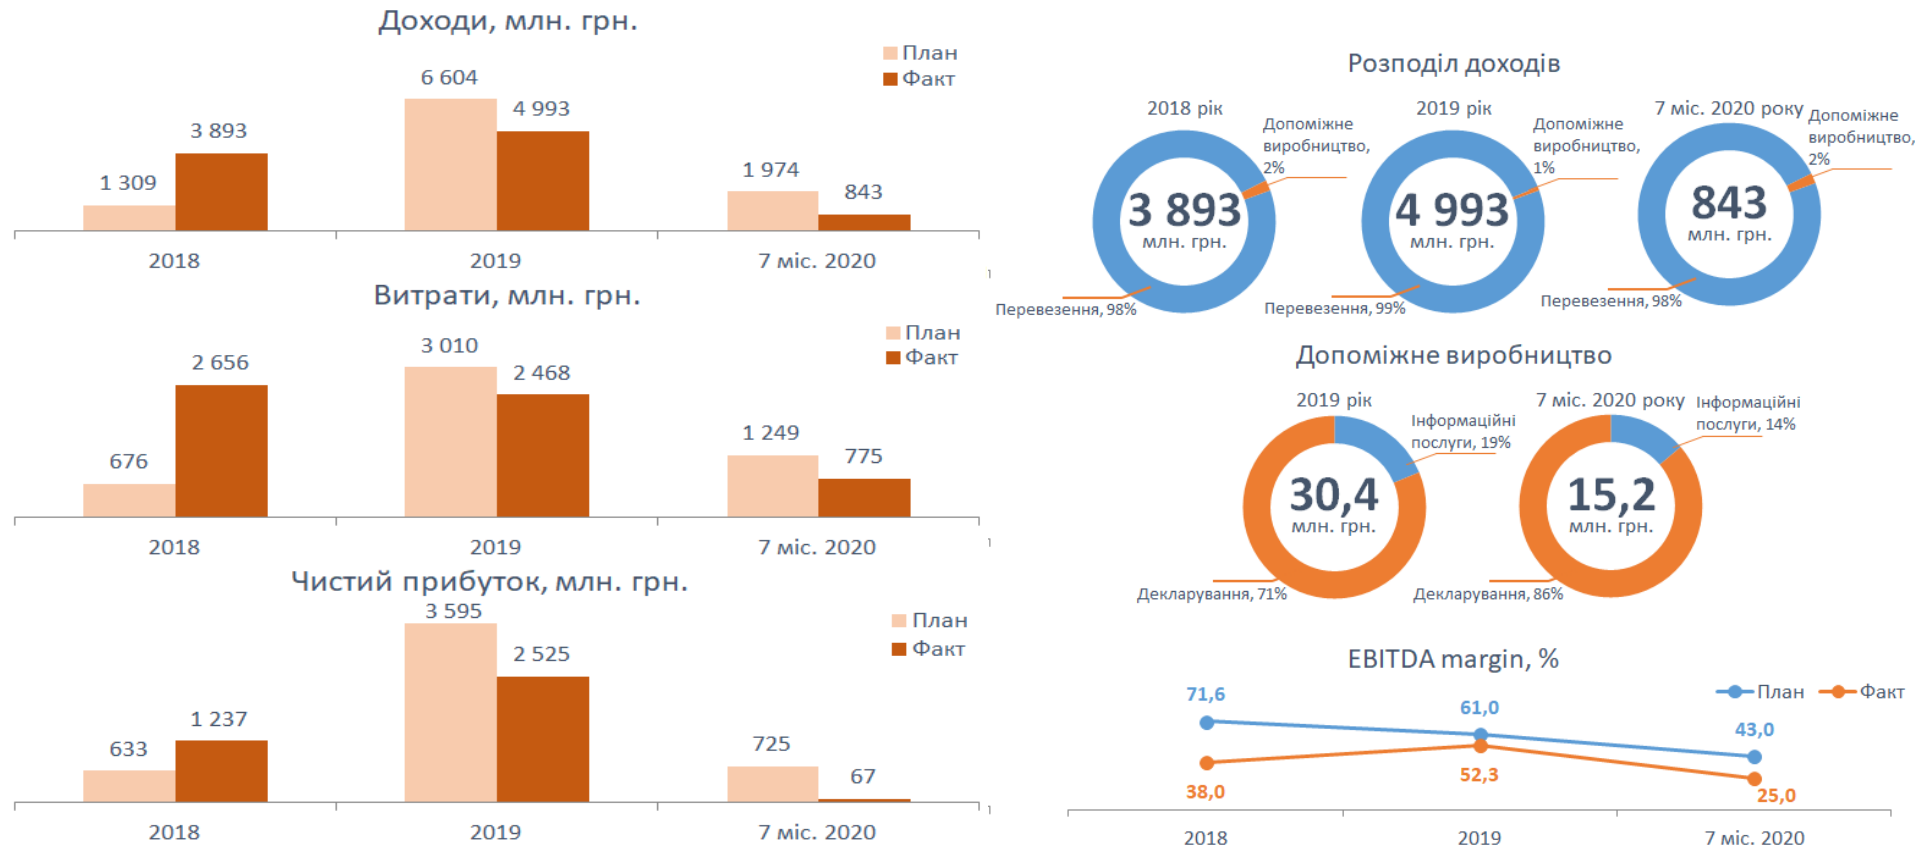 Доходи, млн. грн.
План
Факт
1 309
3 893
6 604
4 993
1 974
843
2018
2019
7 міс. 2020
Витрати, млн. грн.
План
Факт
676
2 656
3 010
2 468
1 249
775
2018
2019
7 міс. 2020
Чистий прибуток, млн. грн.
План
Факт
633
1 237
3 595
2 525
725
67
2018
2019
7 міс. 2020
Розподіл доходів
2018 рік
Допоміжне
виробництво,
2%
3 893
млн. грн.
Перевезення, 98%
2019 рік
Допоміжне
виробництво,
1%
4 993
млн. грн.
Перевезення, 99%
7 міс. 2020 року
Допоміжне
виробництво,
2%
843
млн. грн.
Перевезення, 98%
Допоміжне виробництво
2019 рік
Інформаційні
послуги, 19%
30,4
млн. грн.
Декларування, 71%
7 міс. 2020 року
Інформаційні
послуги, 14%
15,2
млн. грн.
Декларування, 86%
EBITDA margin, %
План
Факт
71,6
61,0
43,0
38,0
52,3
25,0
2018
2019
7 міс. 2020